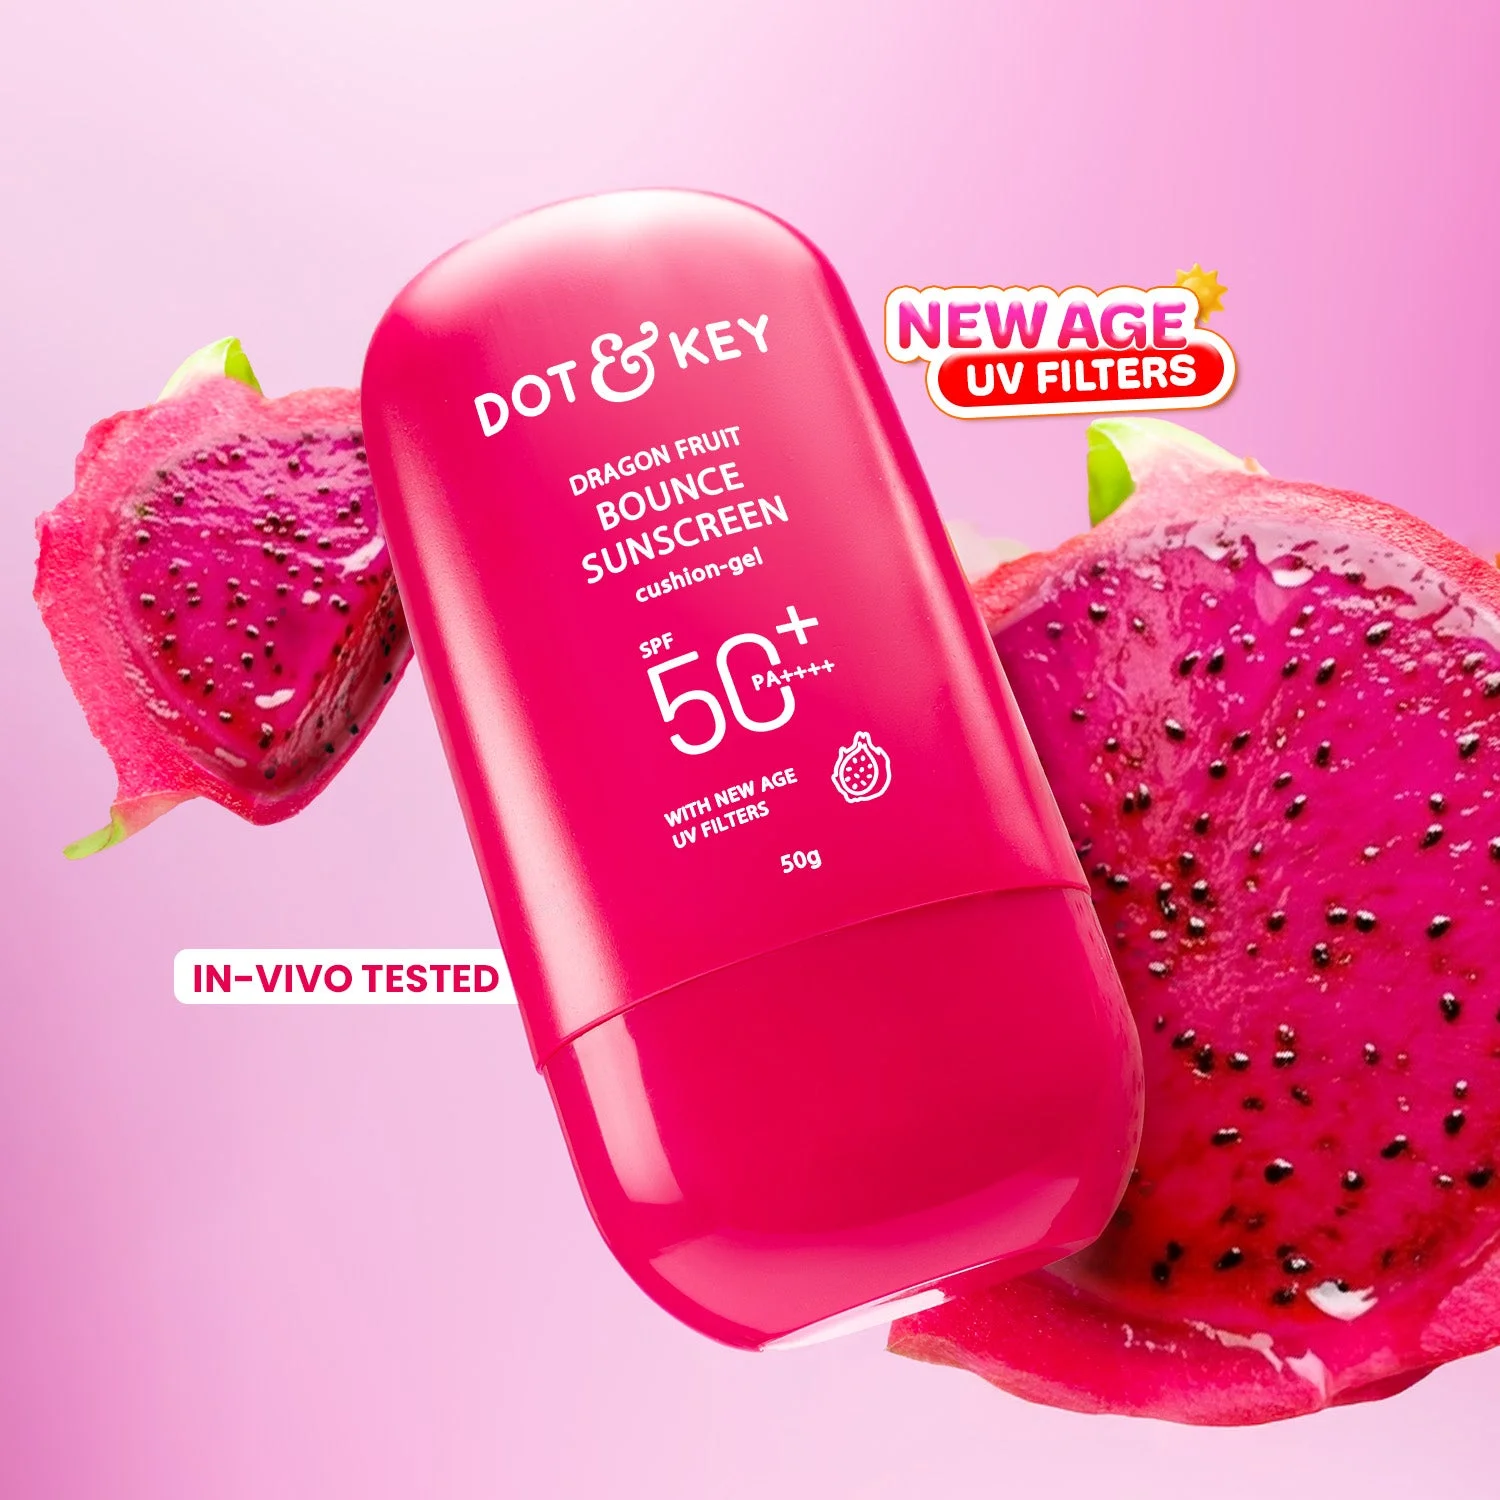 DOT & KEY
DRAGON FRUIT
BOUNCE
SUNSCREEN
cushion-gel
SPF
50+
PA++++
WITH NEW AGE
UV FILTERS
50g
NEW AGE
UV FILTERS
IN-VIVO TESTED